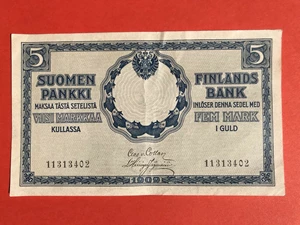 5 5
SUOMEN PANKKI
MAKSAA TÄSTÄ SETELISTÄ
VIISI MARKKAA
KULLASSA
FINLANDS BANK
INLÖSER DENNA SEDEL MED
FEM MARK
I GULD
11313402 11313402
1909